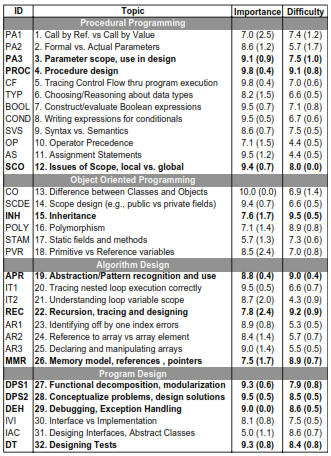 ID Topic Importance Difficulty
Procedural Programming
PA1 1. Call by Ref. vs Call by Value 7.0 (2.5) 7.4 (1.2)
PA2 2. Formal vs. Actual Parameters 8.6 (1.2) 5.7 (1.7)
PA3 3. Parameter scope, use in design 9.1 (0.9) 7.5 (1.0)
PROC 4. Procedure design 9.8 (0.4) 9.1 (0.8)
CF 5. Tracing Control Flow thru program execution 9.8 (0.4) 7.0 (0.6)
TYP 6. Choosing/Reasoning about data types 8.2 (1.5) 6.6 (0.5)
BOOL 7. Construct/evaluate Boolean expressions 9.5 (0.7) 7.1 (0.8)
COND 8. Writing expressions for conditionals 9.5 (0.5) 6.7 (0.6)
SVS 9. Syntax vs. Semantics 8.6 (0.7) 7.5 (0.5)
OP 10. Operator Precedence 7.1 (1.5) 4.4 (0.5)
AS 11. Assignment Statements 9.5 (1.2) 4.4 (0.5)
SCO 12. Issues of Scope, local vs. global 9.4 (0.7) 8.0 (0.0)
Object Oriented Programming
CO 13. Difference between Classes and Objects 10.0 (0.0) 6.9 (1.4)
SCDE 14. Scope design (e.g., public vs private fields) 9.4 (0.7) 6.6 (0.5)
INH 15. Inheritance 7.6 (1.7) 9.5 (0.5)
POLY 16. Polymorphism 7.1 (1.4) 8.9 (0.8)
STAM 17. Static fields and methods 5.7 (1.3) 7.3 (0.6)
PVR 18. Primitive vs Reference variables 8.5 (2.4) 7.0 (0.8)
Algorithm Design
APR 19. Abstraction/Pattern recognition and use 8.8 (0.4) 9.0 (0.4)
IT1 20. Tracing nested loop execution correctly 9.5 (0.5) 6.6 (0.7)
IT2 21. Understanding loop variable scope 8.7 (2.0) 4.3 (0.9)
REC 22. Recursion, tracing and designing 7.8 (2.4) 9.2 (0.9)
AR1 23. Identifying off by one index errors 8.9 (0.8) 5.3 (0.5)
AR2 24. Reference to array vs array element 8.4 (1.4) 5.7 (0.7)
AR3 25. Declaring and manipulating arrays 9.0 (1.4) 5.5 (0.5)
MMR 26. Memory model, references , pointers 7.5 (1.7) 8.9 (0.7)
Program Design
DPS1 27. Functional decomposition, modularization 9.3 (0.6) 7.9 (0.8)
DPS2 28. Conceptualize problems, design solutions 9.5 (0.5) 8.5 (0.5)
DEH 29. Debugging, Exception Handling 9.0 (0.0) 8.6 (0.5)
IVI 30. Interface vs Implementation 8.1 (0.8) 7.5 (0.5)
IAC 31. Desiging Interfaces, Abstract Classes 5.0 (1.1) 8.6 (0.7)
DT 32. Designing Tests 9.3 (0.8) 8.4 (0.8)